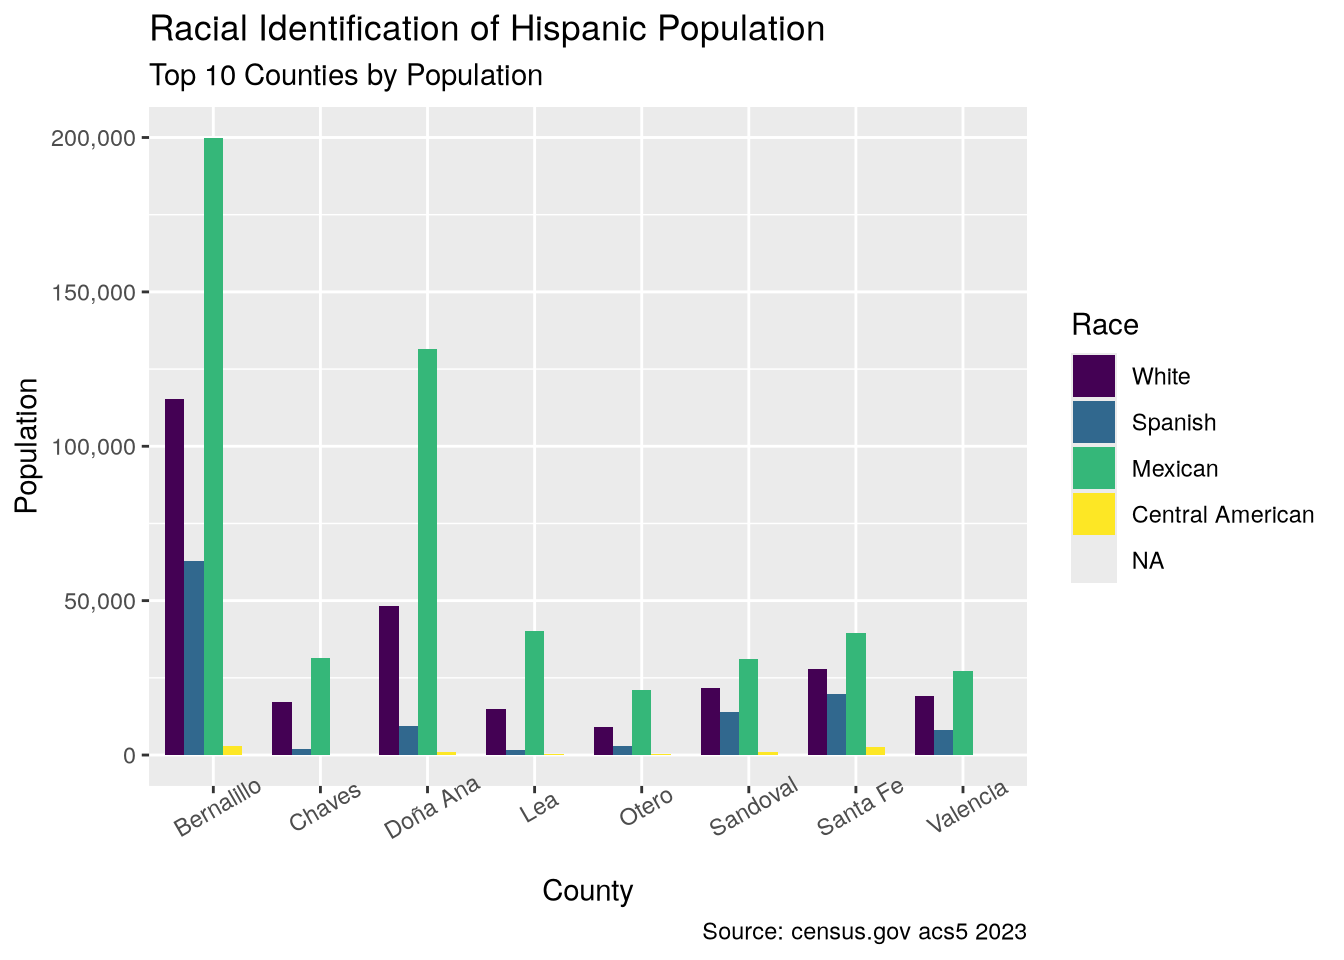 Racial Identification of Hispanic Population
Top 10 Counties by Population
200,000
150,000
100,000
50,000
0
Population
Bernalillo
Chaves
Doña Ana
Lea
Otero
Sandoval
Santa Fe
Valencia
County
Race
White
Spanish
Mexican
Central American
NA
Source: census.gov acs5 2023